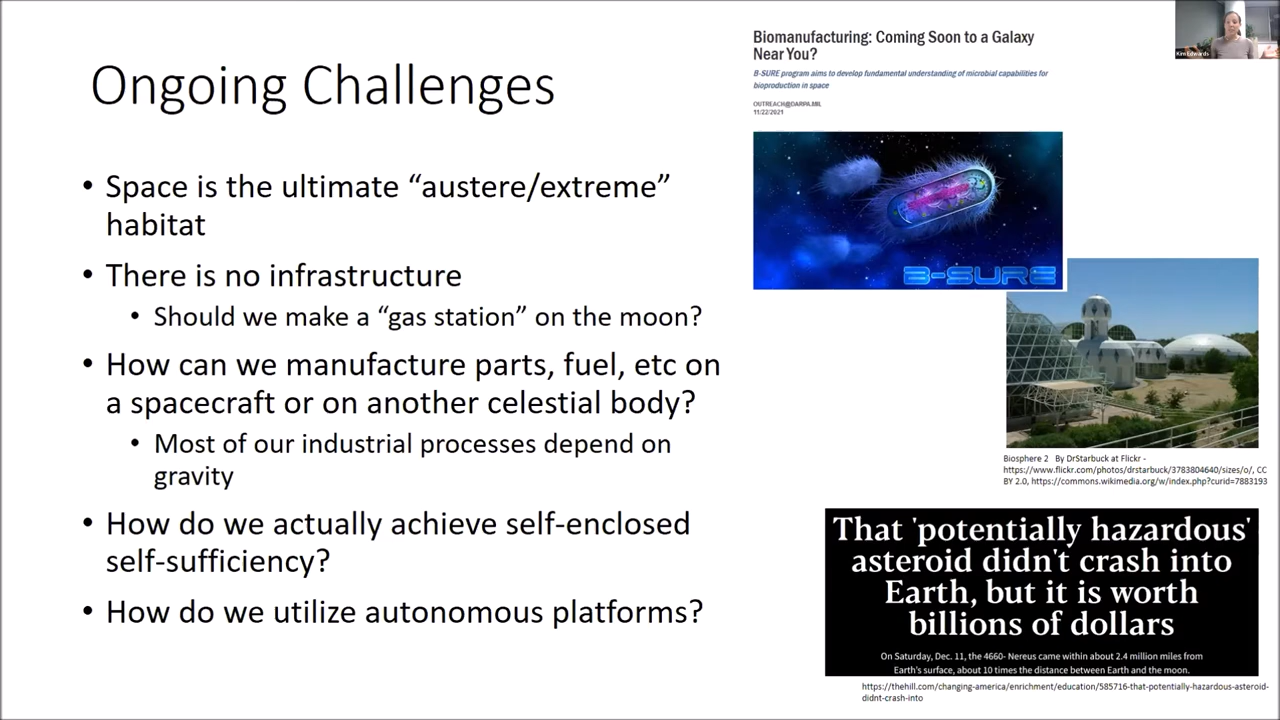 Ongoing Challenges
• Space is the ultimate “austere/extreme”
habitat
• There is no infrastructure
• Should we make a “gas station” on the moon?
• How can we manufacture parts, fuel, etc on
a spacecraft or on another celestial body?
• Most of our industrial processes depend on
gravity
• How do we actually achieve self-enclosed
self-sufficiency?
• How do we utilize autonomous platforms?
Biomanufacturing: Coming Soon to a Galaxy
Near You?
B-SURE program aims to develop fundamental understanding of microbial capabilities for
bioproduction in space
OUTREACH@DARPA.MIL
11/22/2021
B-SURE
Biosphere 2 By DrStarbuck at Flickr -
https://www.flickr.com/photos/drstarbuck/3783804640/sizes/o/, CC
BY 2.0, https://commons.wikimedia.org/w/index.php?curid=7883193
That 'potentially hazardous'
asteroid didn't crash into
Earth, but it is worth
billions of dollars
On Saturday, Dec. 11, the 4660- Nereus came within about 2.4 million miles from
Earth's surface, about 10 times the distance between Earth and the moon.
https://thehill.com/changing-america/enrichment/education/585716-that-potentially-hazardous-asteroid-
didnt-crash-into
Kim Edwards